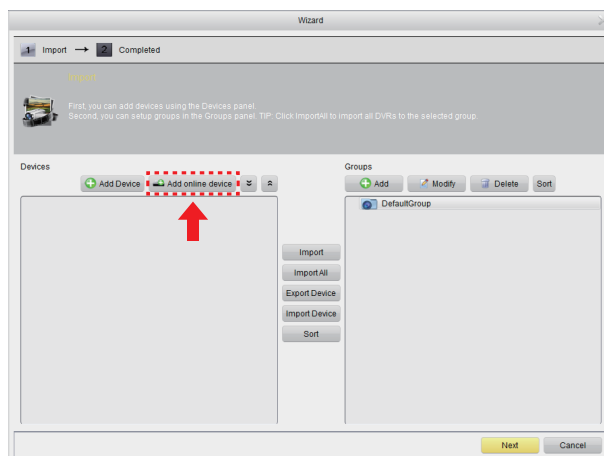 Wizard
1 Import → 2 Completed
Import
First, you can add devices using the Devices panel.
Second, you can setup groups in the Groups panel. TIP: Click ImportAll to import all DVRs to the selected group.
Devices
Groups
Add Device Add online device
Add Modify Delete Sort
DefaultGroup
Import
Import All
Export Device
Import Device
Sort
Next Cancel